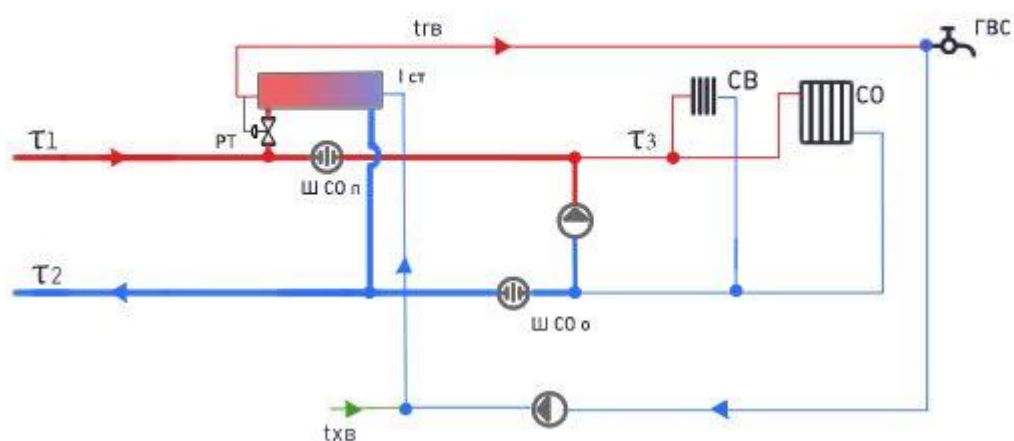 tгв
ГВС
I ст
СВ
СО
τ1
РТ
τ3
Ш СО п
τ2
Ш СО о
tхв